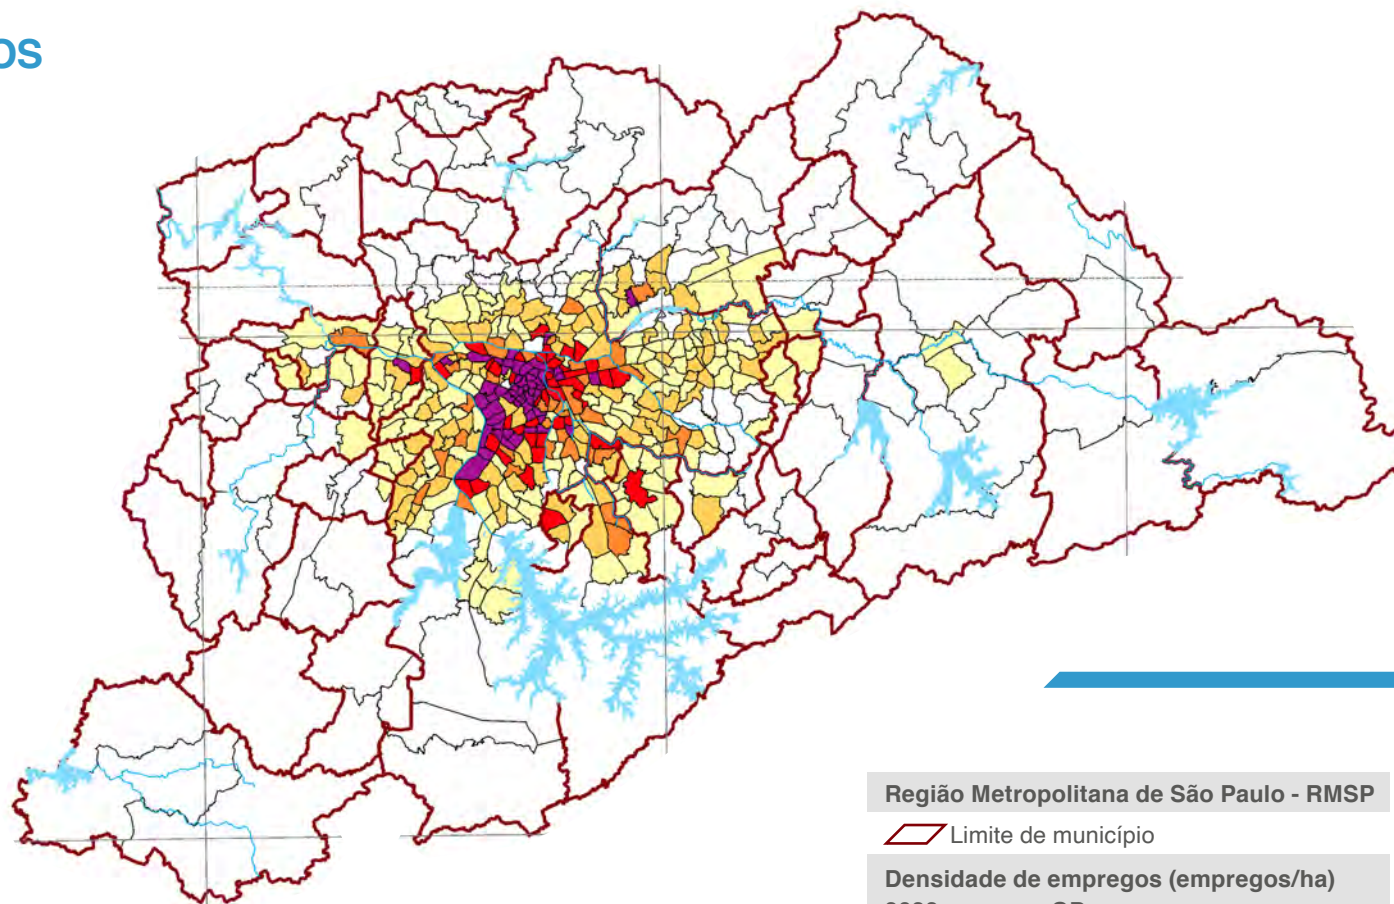 OS
Região Metropolitana de São Paulo - RMSP
Limite de município
Densidade de empregos (empregos/ha)